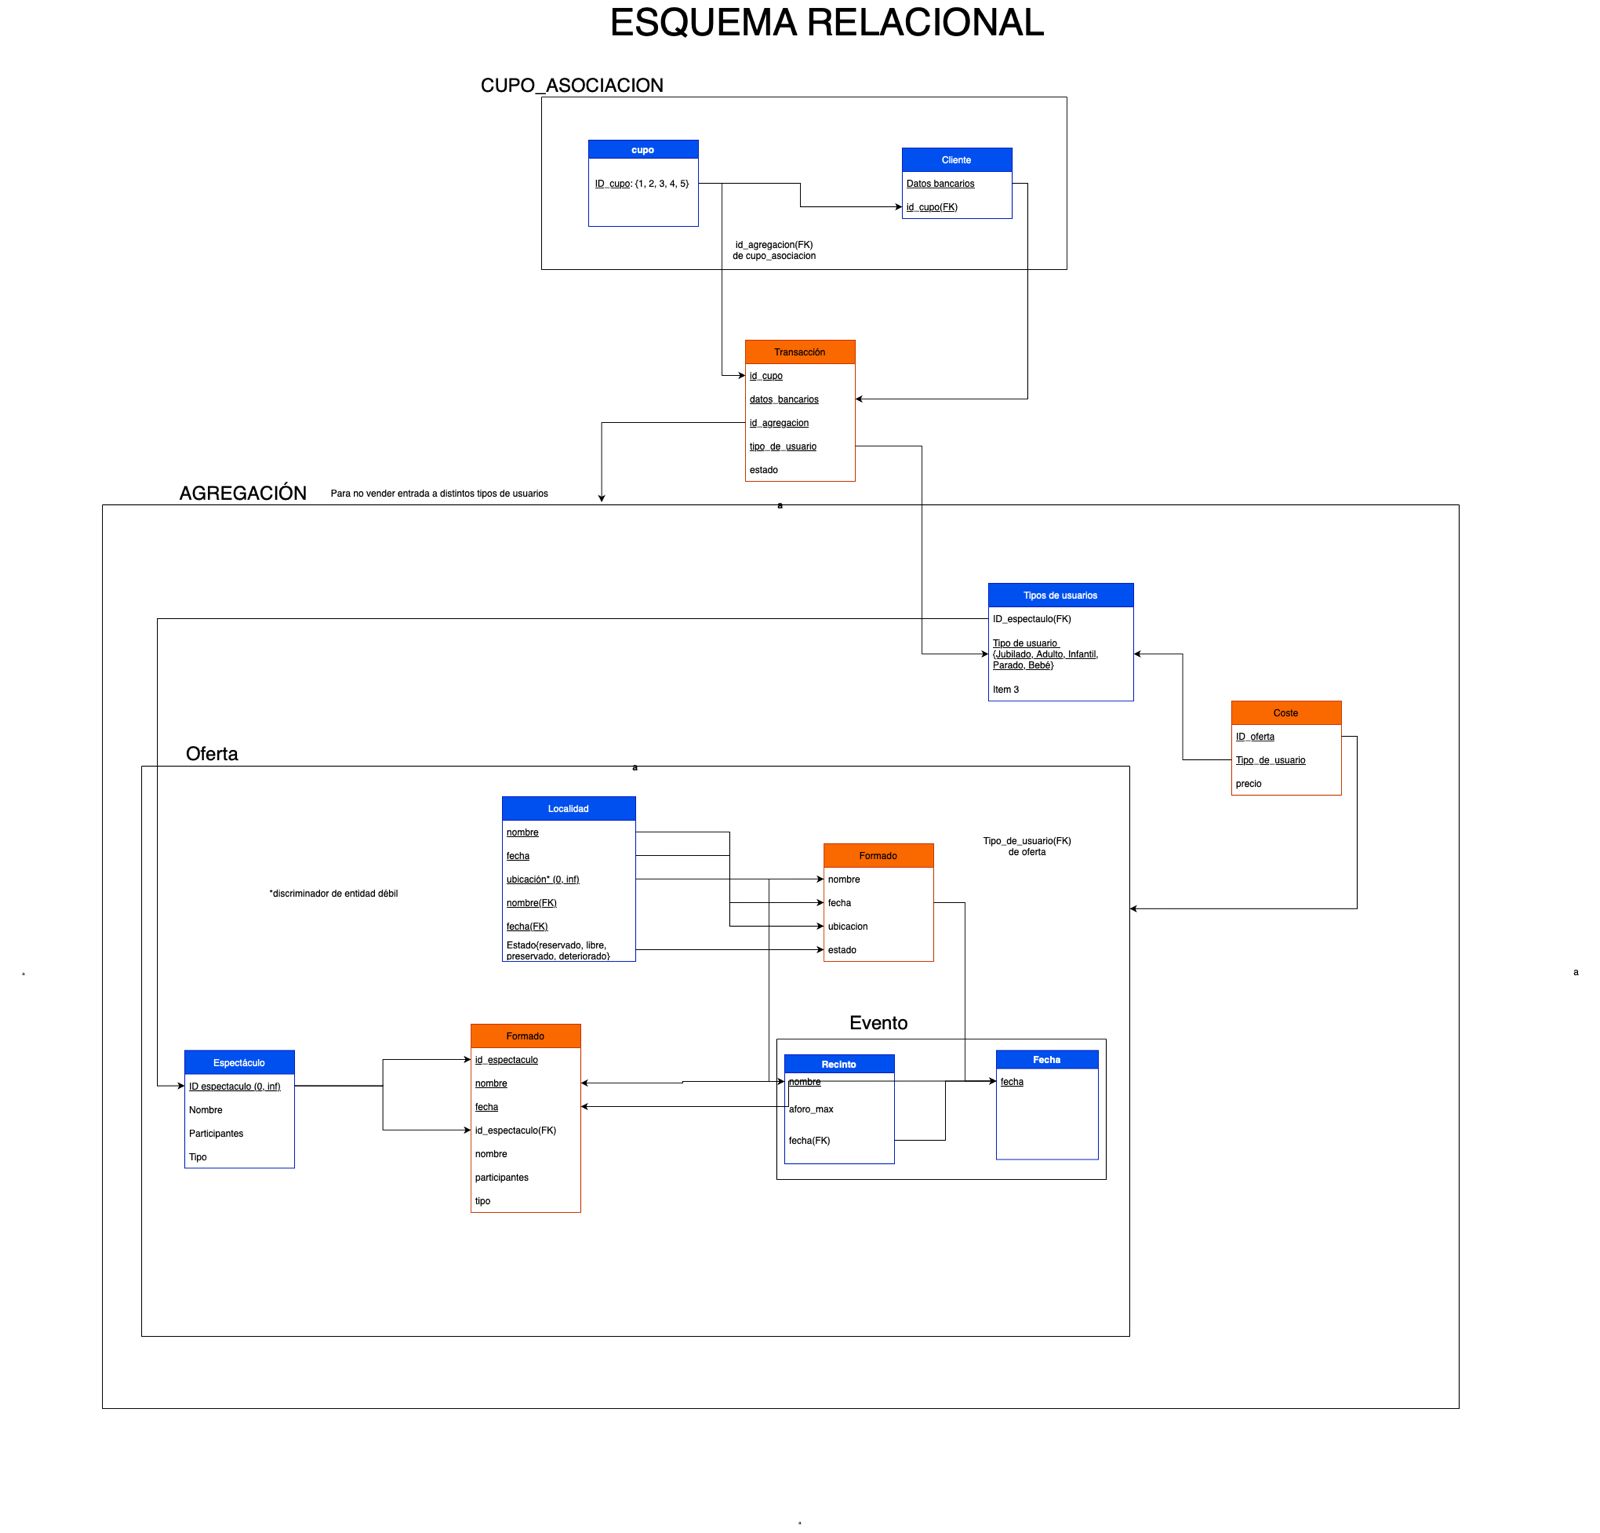 ESQUEMA RELACIONAL
CUPO_ASOCIACION
cupo
ID_cupo: {1, 2, 3, 4, 5}
Cliente
Datos bancarios
id_cupo(FK)
id_agregacion(FK)
de cupo_asociacion
Transacción
id_cupo
datos_bancarios
id_agregacion
tipo_de_usuario
estado
AGREGACIÓN
Para no vender entrada a distintos tipos de usuarios
a
Tipos de usuarios
ID_espectaulo(FK)
Tipo de usuario
{Jubilado, Adulto, Infantil,
Parado, Bebé}
Item 3
Coste
ID_oferta
Tipo_de_usuario
precio
Oferta
a
Localidad
nombre
fecha
ubicación* (0, inf)
nombre(FK)
fecha(FK)
Estado{reservado, libre,
preservado, deteriorado}
*discriminador de entidad débil
Formado
nombre
fecha
ubicacion
estado
Tipo_de_usuario(FK)
de oferta
a
Espectáculo
ID espectaculo (0, inf)
Nombre
Participantes
Tipo
Formado
id_espectaculo
nombre
fecha
id_espectaculo(FK)
nombre
participantes
tipo
Evento
Recinto
nombre
aforo_max
fecha(FK)
Fecha
fecha